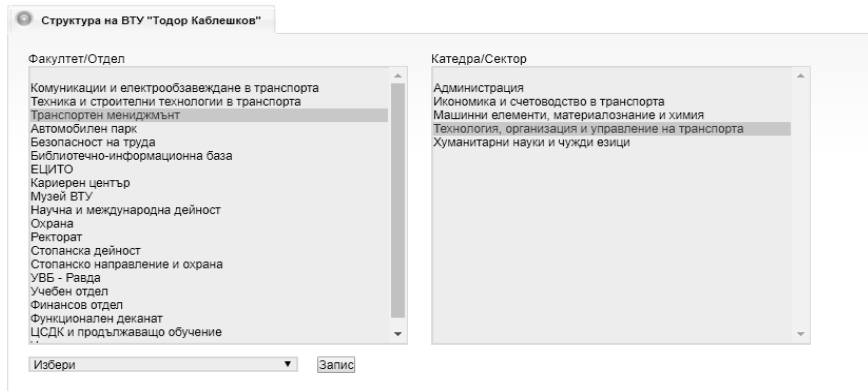 Структура на ВТУ "Тодор Каблешков"
Факултет/Отдел
Комуникации и електрообзавеждане в транспорта
Техника и строителни технологии в транспорта
Транспортен мениджмънт
Автомобилен парк
Безопасност на труда
Библиотечно-информационна база
ЕЦИТО
Кариерен център
Музей ВТУ
Научна и международна дейност
Охрана
Ректорат
Стопанска дейност
Стопанско направление и охрана
УВБ - Равда
Учебен отдел
Финансов отдел
Функционален деканат
ЦСДК и продължаващо обучение
Катедра/Сектор
Администрация
Икономика и счетоводство в транспорта
Машинни елементи, материалознание и химия
Технология, организация и управление на транспорта
Хуманитарни науки и чужди езици
Избери
Запис